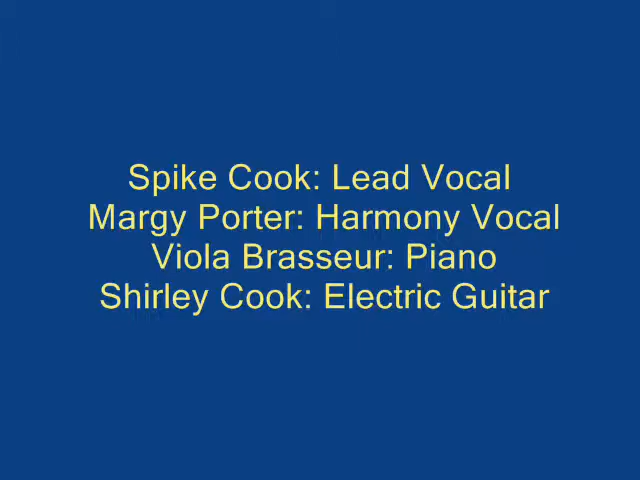 Spike Cook: Lead Vocal
Margy Porter: Harmony Vocal
Viola Brasseur: Piano
Shirley Cook: Electric Guitar